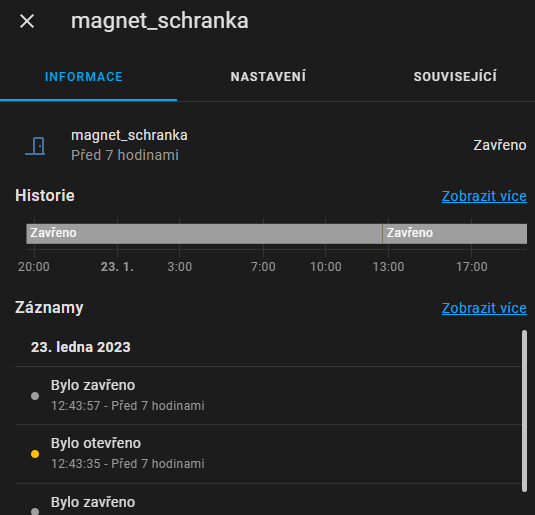 magnet_schranka
INFORMACE NASTAVENÍ SOUVISEJÍCÍ
magnet_schranka
Před 7 hodinami
Zavřeno
Historie
Zobrazit více
Zavřeno Zavřeno
20:00 23. 1. 3:00 7:00 10:00 13:00 17:00
Záznamy
Zobrazit více
23. ledna 2023
Bylo zavřeno
12:43:57 - Před 7 hodinami
Bylo otevřeno
12:43:35 - Před 7 hodinami
Bylo zavřeno